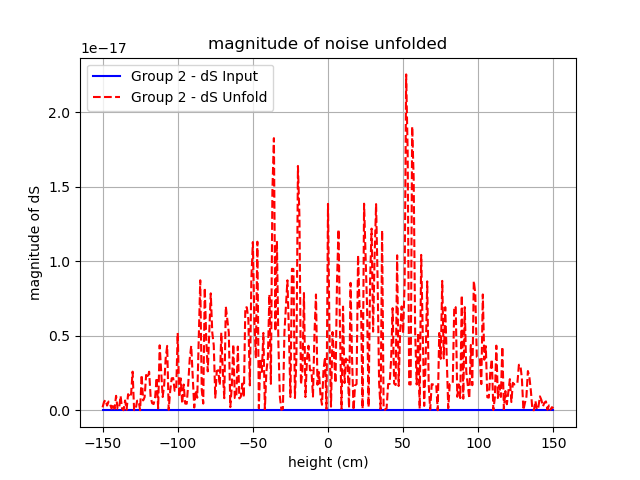 magnitude of noise unfolded
1e−17
Group 2 - dS Input
Group 2 - dS Unfold
2.0
1.5
1.0
0.5
0.0
magnitude of dS
−150 −100 −50 0 50 100 150
height (cm)